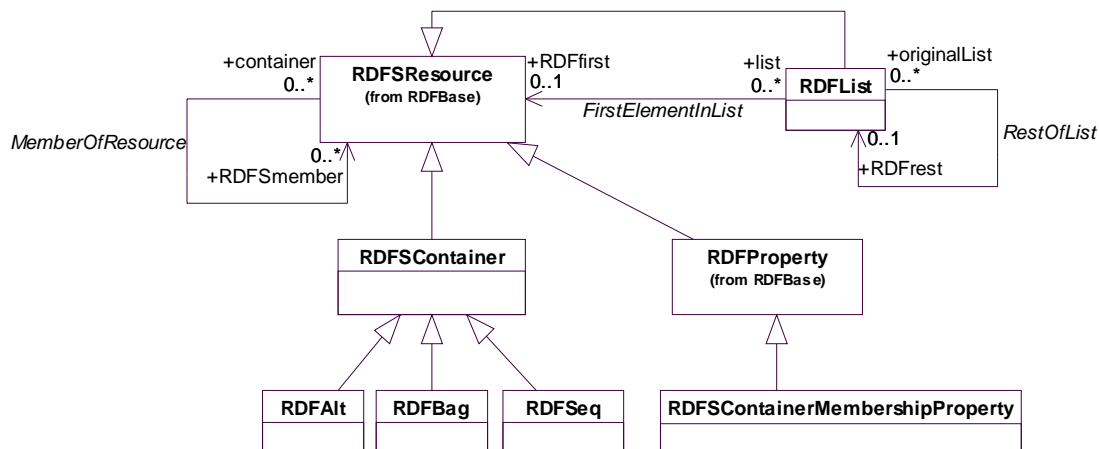 +container
0..*
RDFSResource
(from RDFBase)
+RDFfirst
0..1
+list
0..*
RDFList
+originalList
0..*
FirstElementInList
MemberOfResource
0..*
+RDFSmember
0..1
+RDFrest
RestOfList
RDFSContainer
RDFProperty
(from RDFBase)
RDFAlt
RDFBag
RDFSeq
RDFSContainerMembershipProperty